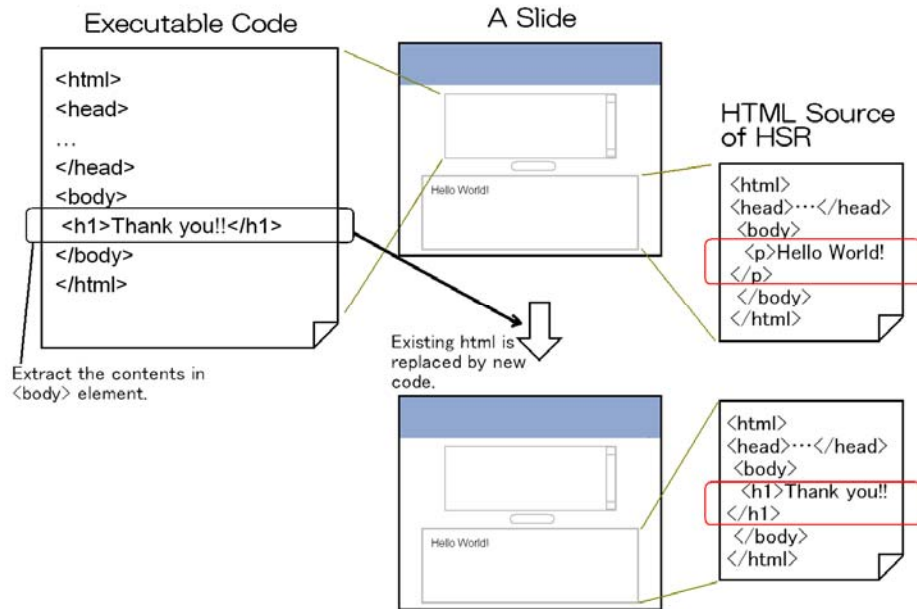 Executable Code
<html>
<head>
...
</head>
<body>
<h1>Thank you!!</h1>
</body>
</html>
Extract the contents in
<body> element.
A Slide
Hello World!
HTML Source
of HSR
<html>
<head>⋯</head>
<body>
<p>Hello World!
</p>
</body>
</html>
Existing html is
replaced by new
code.
Hello World!
<html>
<head>⋯</head>
<body>
<h1>Thank you!!
</h1>
</body>
</html>